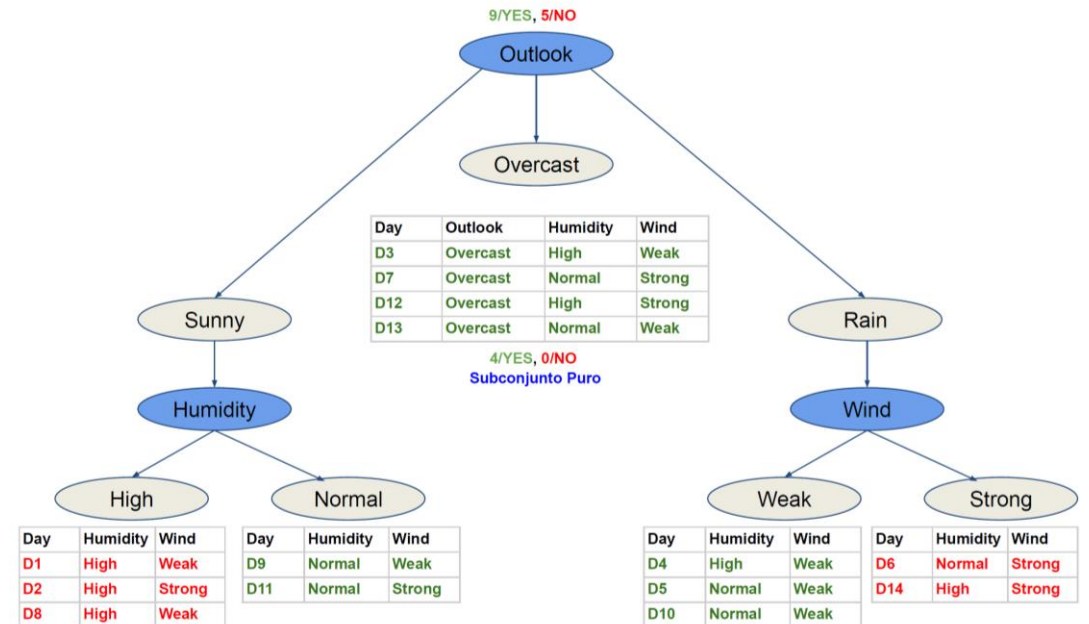 9/YES, 5/NO
Outlook
Overcast
Day Outlook Humidity Wind
D3 Overcast High Weak
D7 Overcast Normal Strong
D12 Overcast High Strong
D13 Overcast Normal Weak
4/YES, 0/NO
Subconjunto Puro
Sunny
Humidity
High
Day Humidity Wind
D1 High Weak
D2 High Strong
D8 High Weak
Normal
Day Humidity Wind
D9 Normal Weak
D11 Normal Strong
Rain
Wind
Weak
Day Humidity Wind
D4 High Weak
D5 Normal Weak
D10 Normal Weak
Strong
Day Humidity Wind
D6 Normal Strong
D14 High Strong